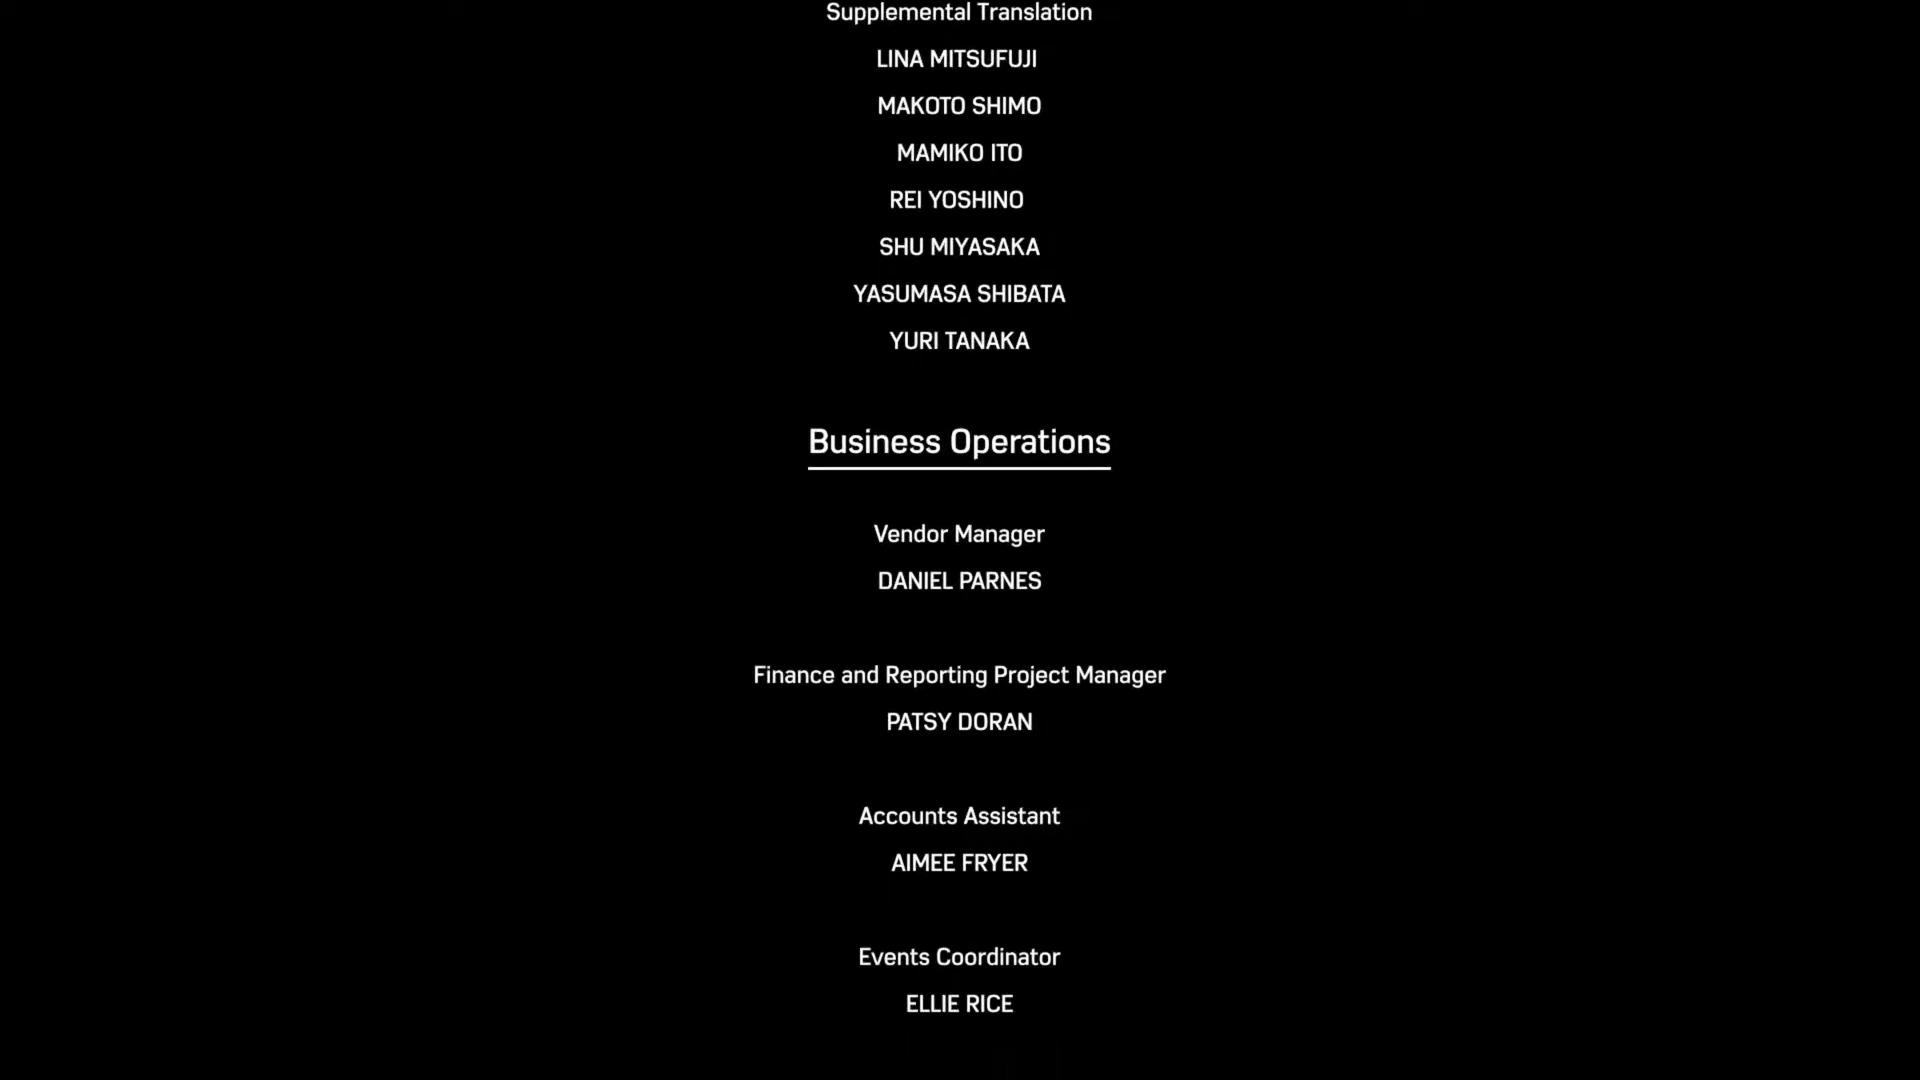 Supplemental Translation
LINA MITSUFUJI
MAKOTO SHIMO
MAMIKO ITO
REI YOSHINO
SHU MIYASAKA
YASUMASA SHIBATA
YURI TANAKA
Business Operations
Vendor Manager
DANIEL PARNES
Finance and Reporting Project Manager
PATSY DORAN
Accounts Assistant
AIMEE FRYER
Events Coordinator
ELLIE RICE